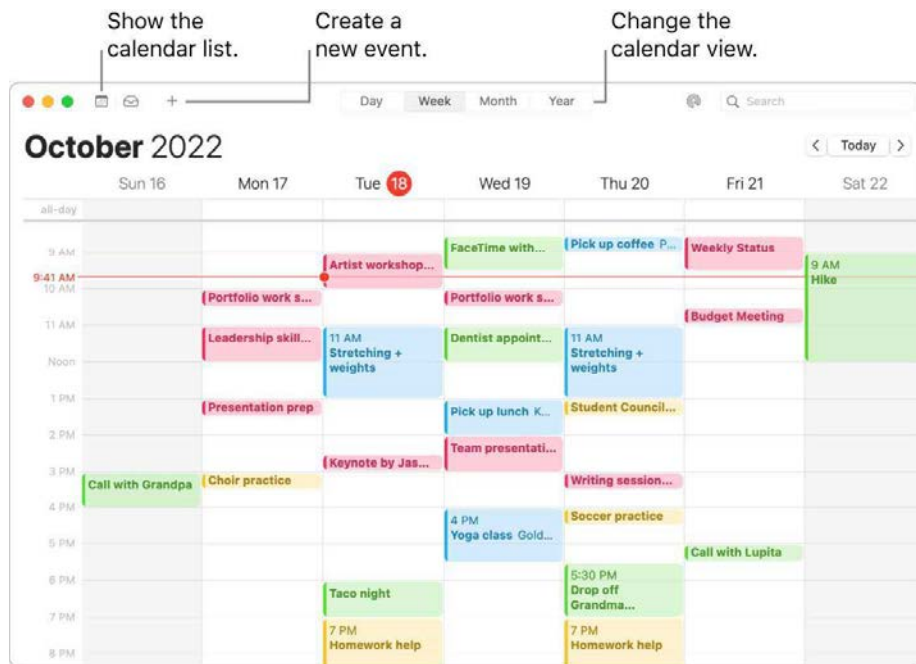 Show the
calendar list.
Create a
new event.
Change the
calendar view.
Day Week Month Year
Search
October 2022
Today
Sun 16 Mon 17 Tue 18 Wed 19 Thu 20 Fri 21 Sat 22
all-day
9 AM
9:41 AM
10 AM
11 AM
Noon
1 PM
2 PM
3 PM
4 PM
5 PM
6 PM
7 PM
8 PM
Call with Grandpa
Portfolio work s...
Leadership skill...
Presentation prep
Choir practice
Artist workshop...
11 AM
Stretching +
weights
Keynote by Jas...
Taco night
7 PM
Homework help
FaceTime with...
Portfolio work s...
Dentist appoint...
Pick up lunch K...
Team presentati...
4 PM
Yoga class Gold...
Pick up coffee P...
11 AM
Stretching +
weights
Student Council...
Writing session...
Soccer practice
5:30 PM
Drop off
Grandma...
7 PM
Homework help
Weekly Status
Budget Meeting
Call with Lupita
9 AM
Hike